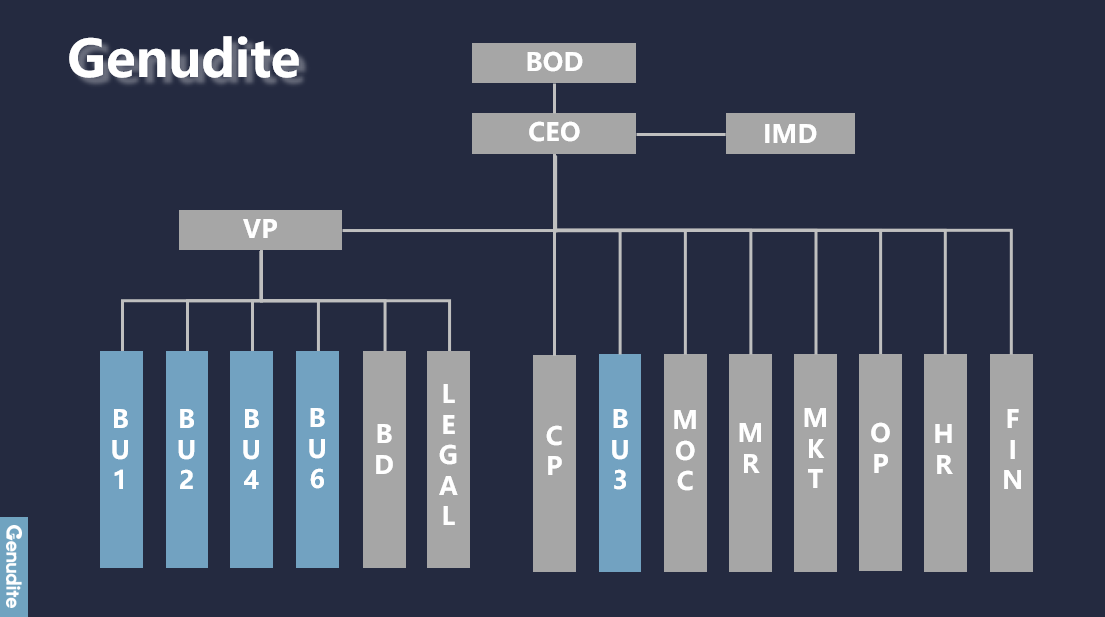 Genudite
BOD
CEO
IMD
VP
BU1
BU2
BU4
BU6
BD
LEGAL
CP
BU3
MOC
MR
MKT
OP
HR
FIN
Genudite